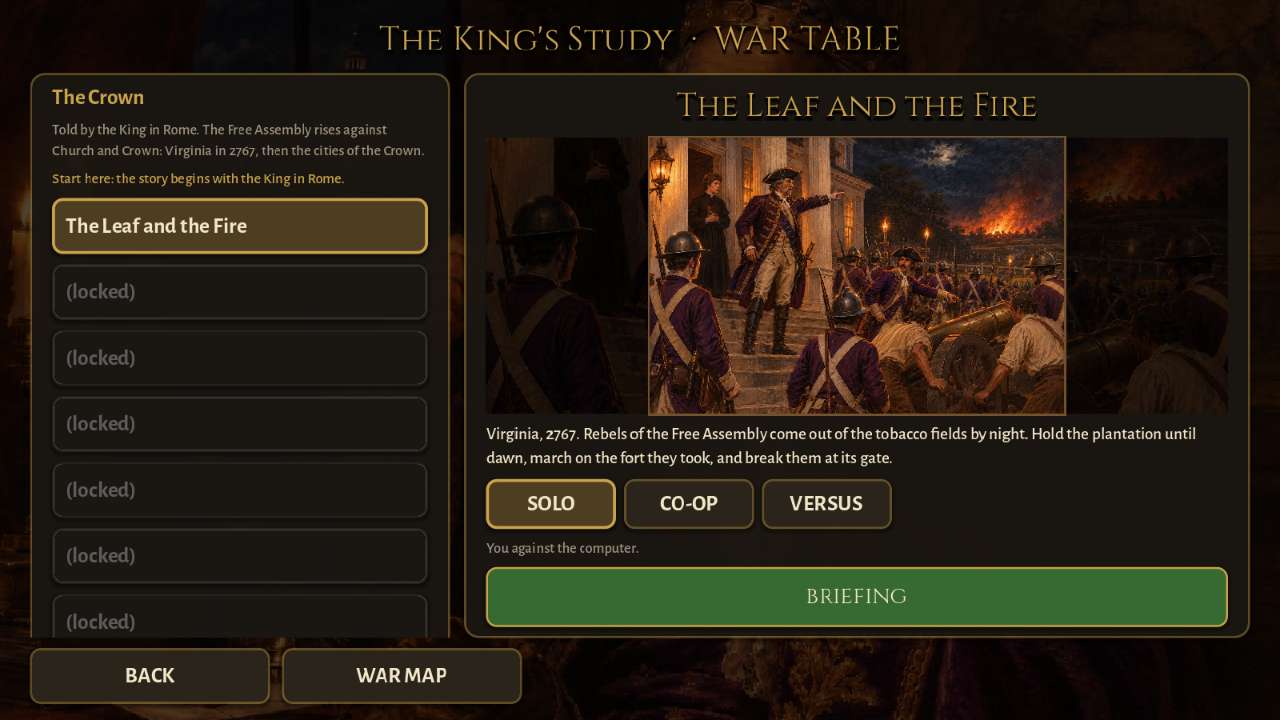 The King's Study · WAR TABLE
The Crown
Told by the King in Rome. The Free Assembly rises against
Church and Crown: Virginia in 2767, then the cities of the Crown.
Start here: the story begins with the King in Rome.
The Leaf and the Fire
(locked)
(locked)
(locked)
(locked)
(locked)
(locked)
The Leaf and the Fire
Virginia, 2767. Rebels of the Free Assembly come out of the tobacco fields by night. Hold the plantation until
dawn, march on the fort they took, and break them at its gate.
SOLO
CO-OP
VERSUS
You against the computer.
BRIEFING
BACK
WAR MAP